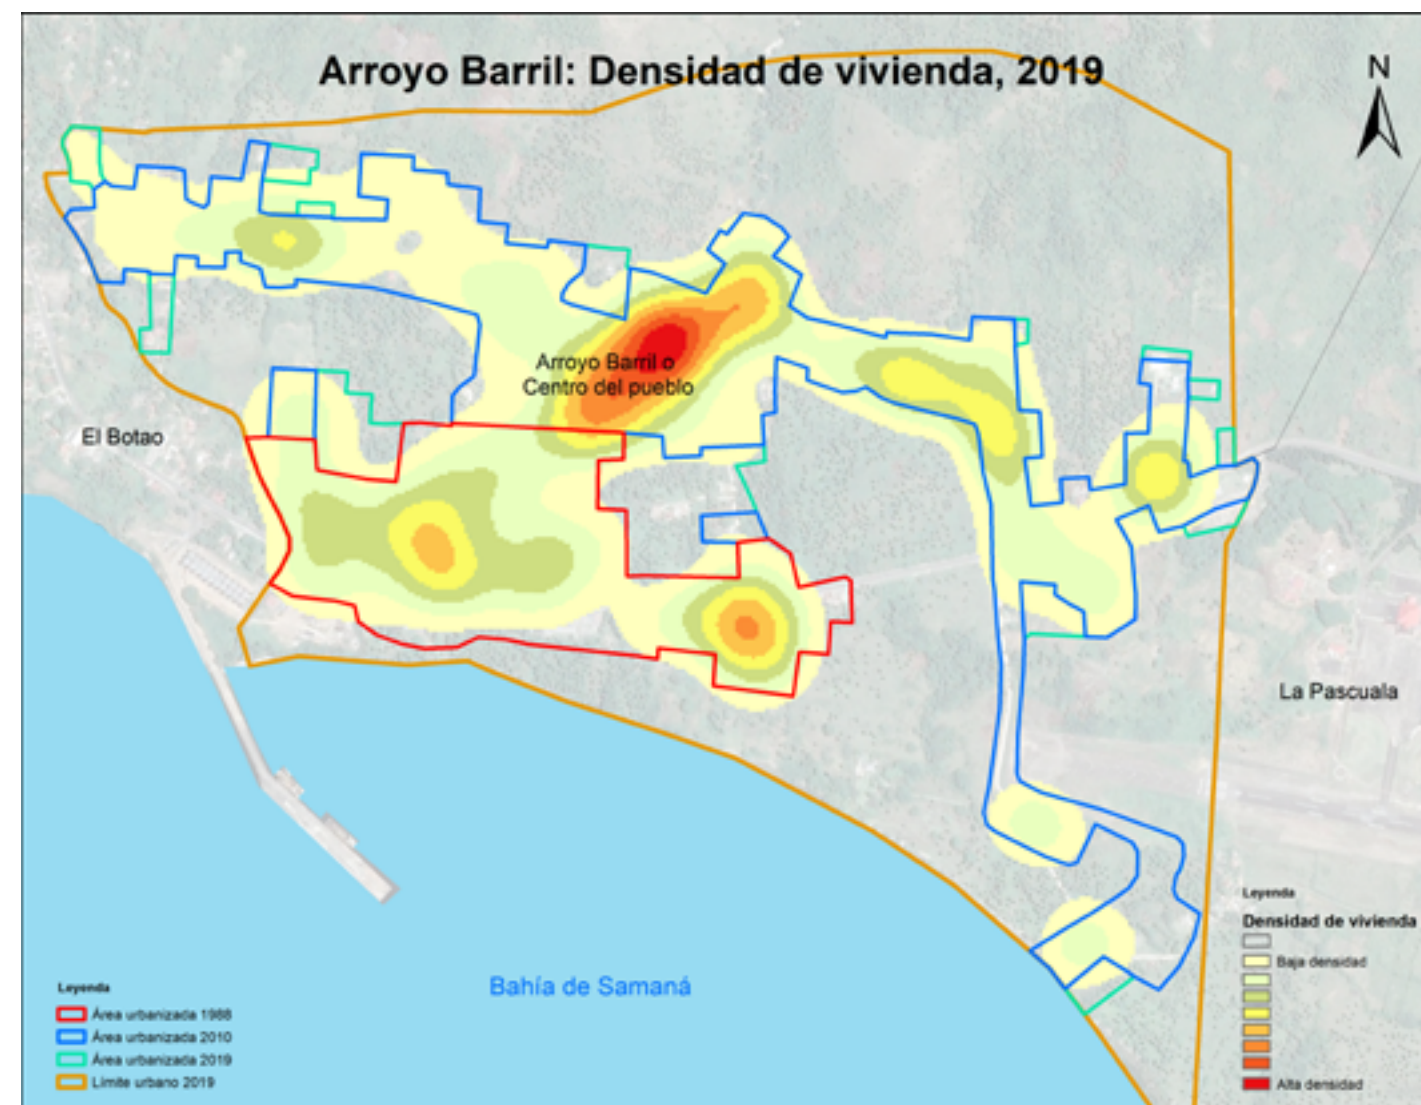 Arroyo Barril: Densidad de vivienda, 2019
N
Arroyo Barril o
Centro del pueblo
El Botao
La Pascuala
Bahía de Samaná
Leyenda
Área urbanizada 1988
Área urbanizada 2010
Área urbanizada 2019
Límite urbano 2019
Leyenda
Densidad de vivienda
Baja densidad
Alta densidad